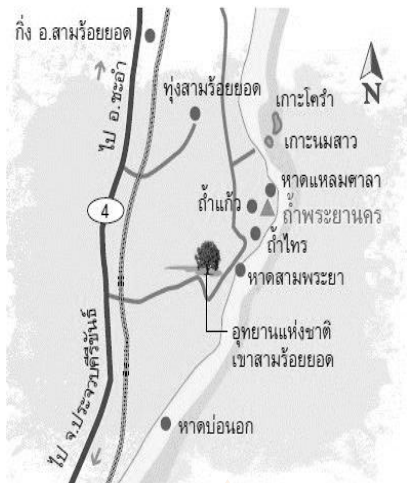 กิ่ง อ.สามร้อยยอด
ไป อ.ชะอำ
ทุ่งสามร้อยยอด
N
เกาะโครำ
เกาะนมสาว
หาดแหลมศาลา
ถ้ำแก้ว
ถ้ำพระยานคร
4
ถ้ำไทร
หาดสามพระยา
อุทยานแห่งชาติ
เขาสามร้อยยอด
ไป จ.ประจวบคีรีขันธ์
หาดบ่อนอก